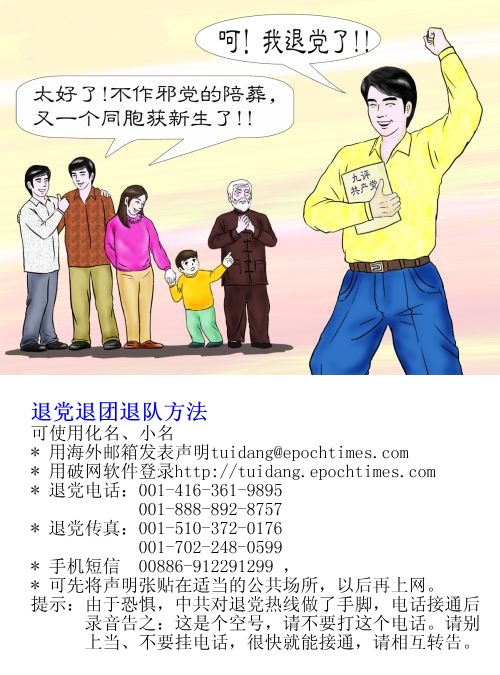 呵！我退党了!!
太好了!不作邪党的陪葬，
又一个同胞获新生了!!
九评
共产党
退党退团退队方法
可使用化名、小名
* 用海外邮箱发表声明tuidang@epochtimes.com
* 用破网软件登录http://tuidang.epochtimes.com
* 退党电话：001-416-361-9895
001-888-892-8757
* 退党传真：001-510-372-0176
001-702-248-0599
* 手机短信　00886-912291299 ，
* 可先将声明张贴在适当的公共场所，以后再上网。
提示：由于恐惧，中共对退党热线做了手脚，电话接通后
录音告之：这是个空号，请不要打这个电话。请别
上当、不要挂电话，很快就能接通，请相互转告。